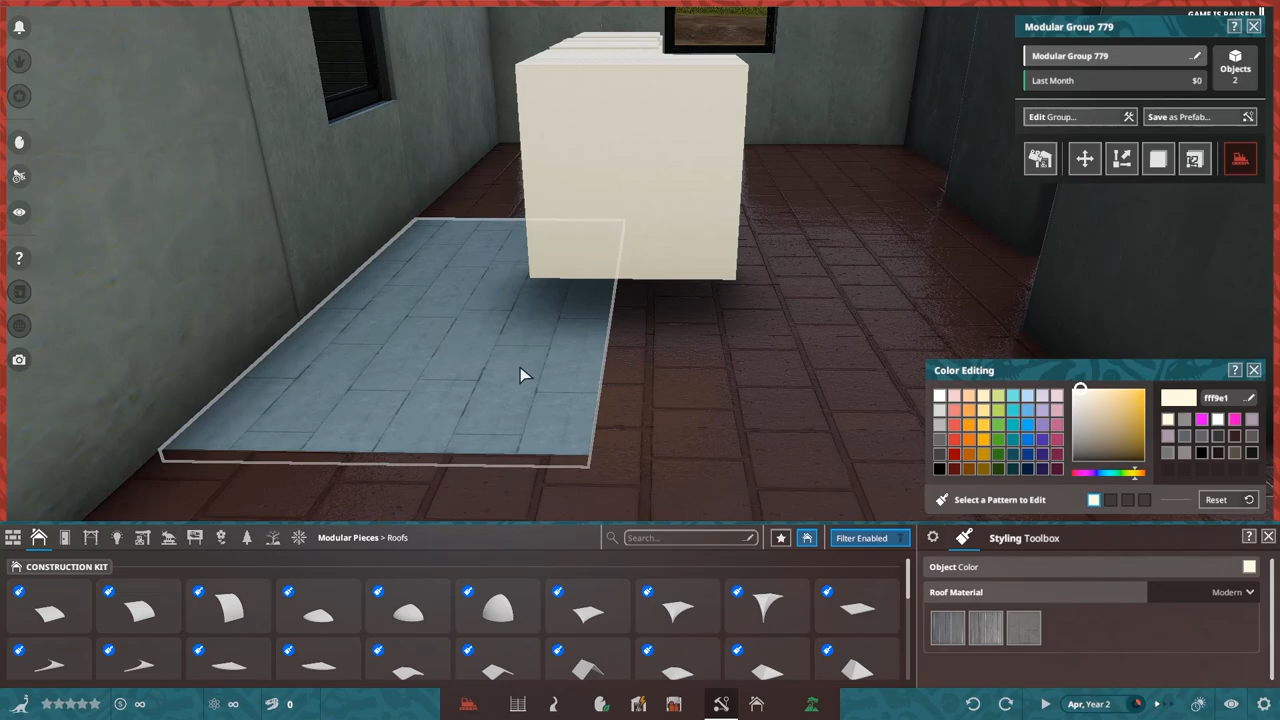 GAME IS PAUSED
Modular Group 779
?
Modular Group 779
Last Month $0
Objects
2
Edit Group...
Save as Prefab...
?
Color Editing
?
fff9e1
Select a Pattern to Edit
Reset
Modular Pieces > Roofs
Search...
Filter Enabled
Styling Toolbox
?
CONSTRUCTION KIT
Object Color
Roof Material
Modern
∞
∞
0
Apr, Year 2